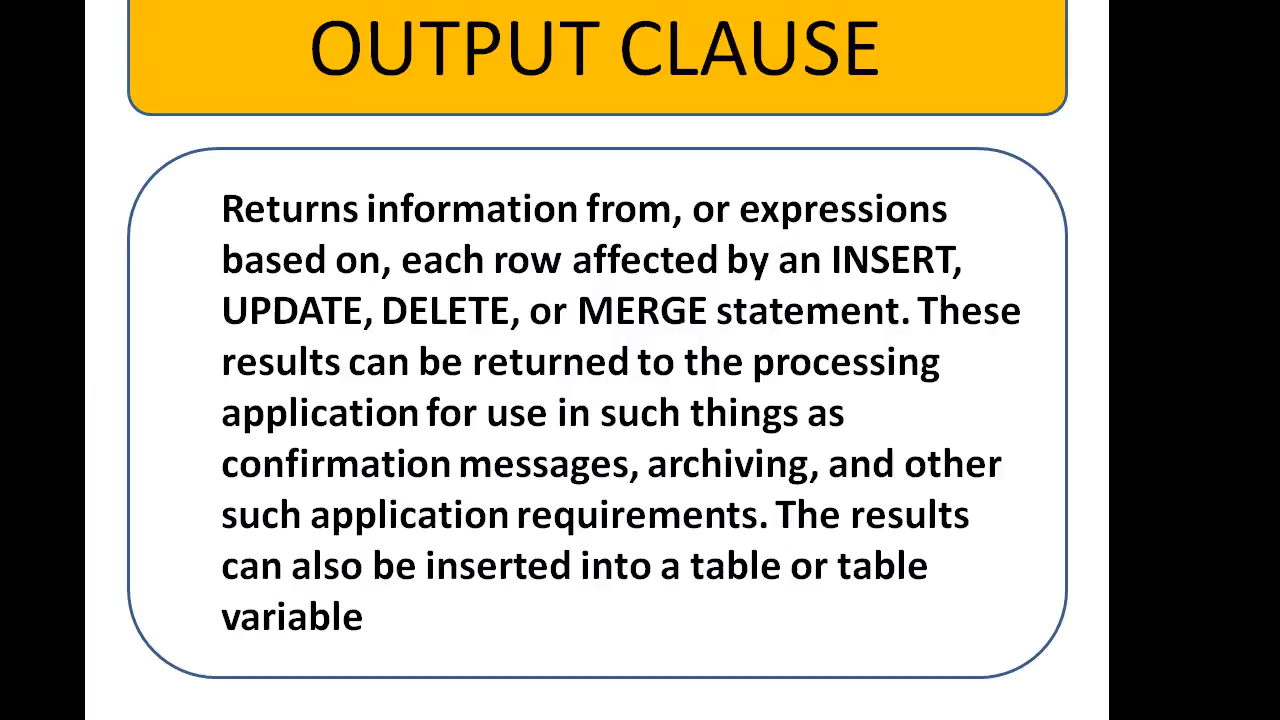 OUTPUT CLAUSE
Returns information from, or expressions
based on, each row affected by an INSERT,
UPDATE, DELETE, or MERGE statement. These
results can be returned to the processing
application for use in such things as
confirmation messages, archiving, and other
such application requirements. The results
can also be inserted into a table or table
variable